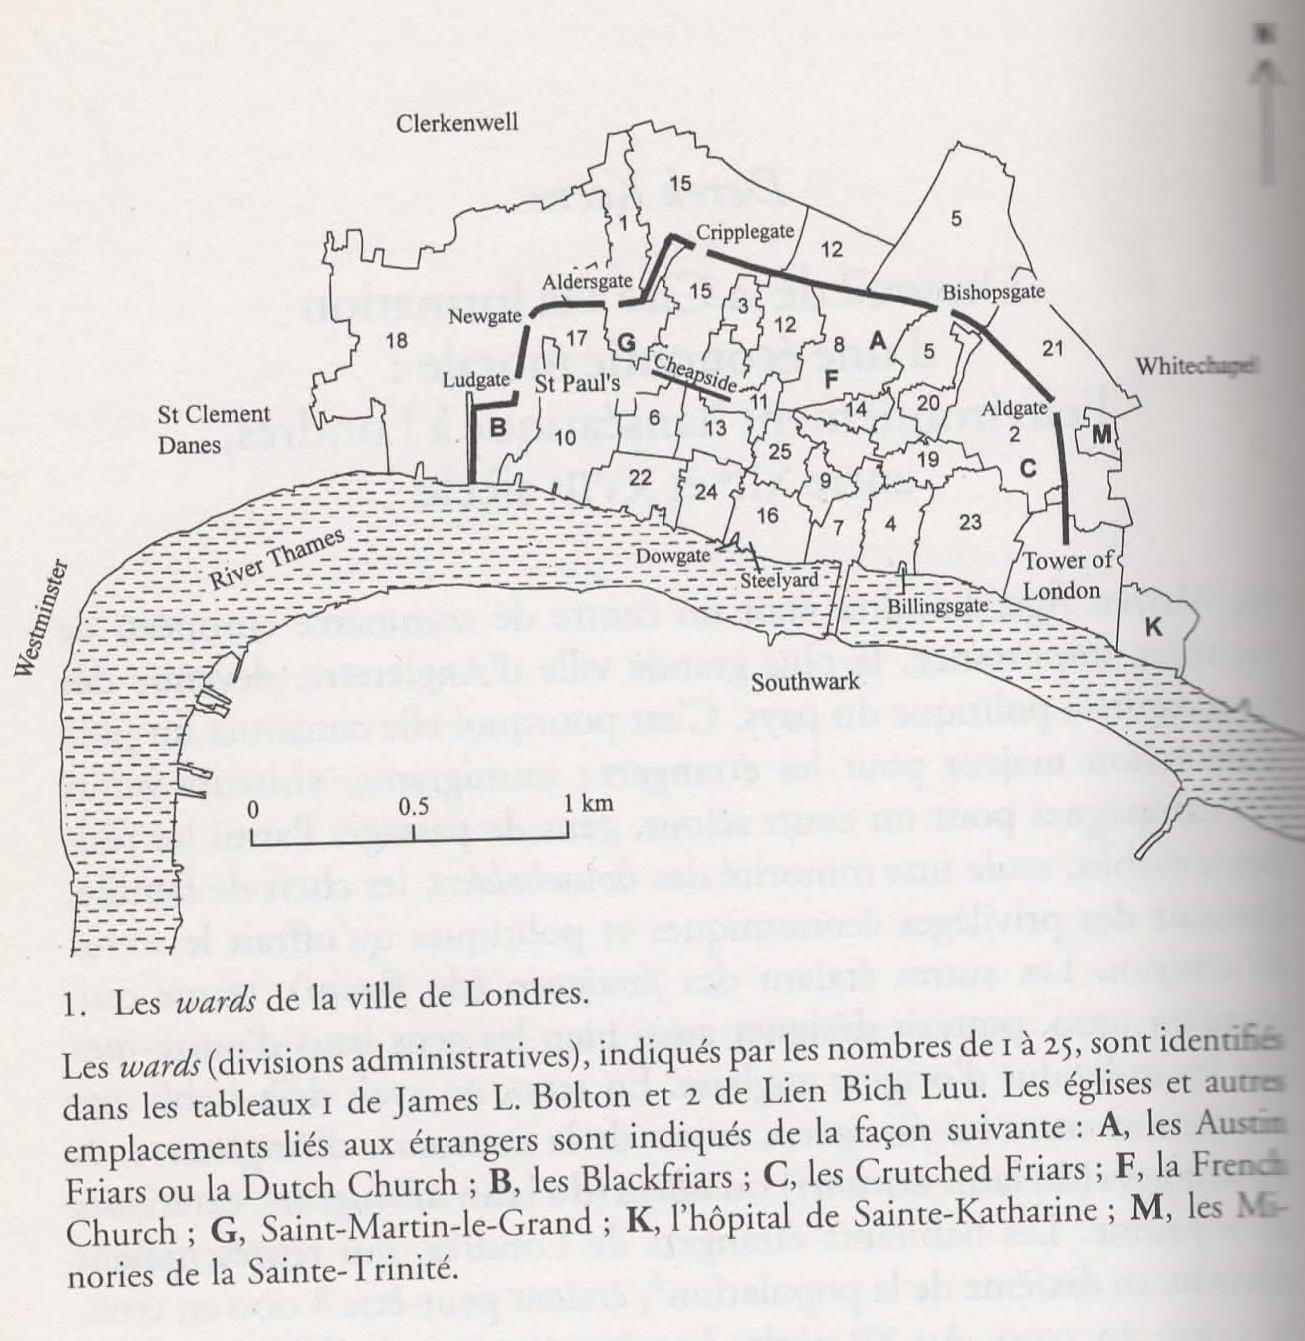 Clerkenwell
15
5
1
Cripplegate
12
Aldersgate
15
Bishopsgate
3
Newgate
12
18
17
G
8
A
5
21
Cheapside
Whitechapel
Ludgate
St Paul's
F
11
14
20
Aldgate
St Clement
Danes
B
10
6
13
2
M
25
19
C
22
9
24
16
7
4
23
River Thames
Dowgate
Steelyard
Tower of
London
Billingsgate
Westminster
K
Southwark
0 0.5 1 km
1. Les wards de la ville de Londres.
Les wards (divisions administratives), indiqués par les nombres de 1 à 25, sont identifiés
dans les tableaux 1 de James L. Bolton et 2 de Lien Bich Luu. Les églises et autres
emplacements liés aux étrangers sont indiqués de la façon suivante : A, les Austin
Friars ou la Dutch Church ; B, les Blackfriars ; C, les Crutched Friars ; F, la French
Church ; G, Saint-Martin-le-Grand ; K, l'hôpital de Sainte-Katharine ; M, les Mi-
nories de la Sainte-Trinité.